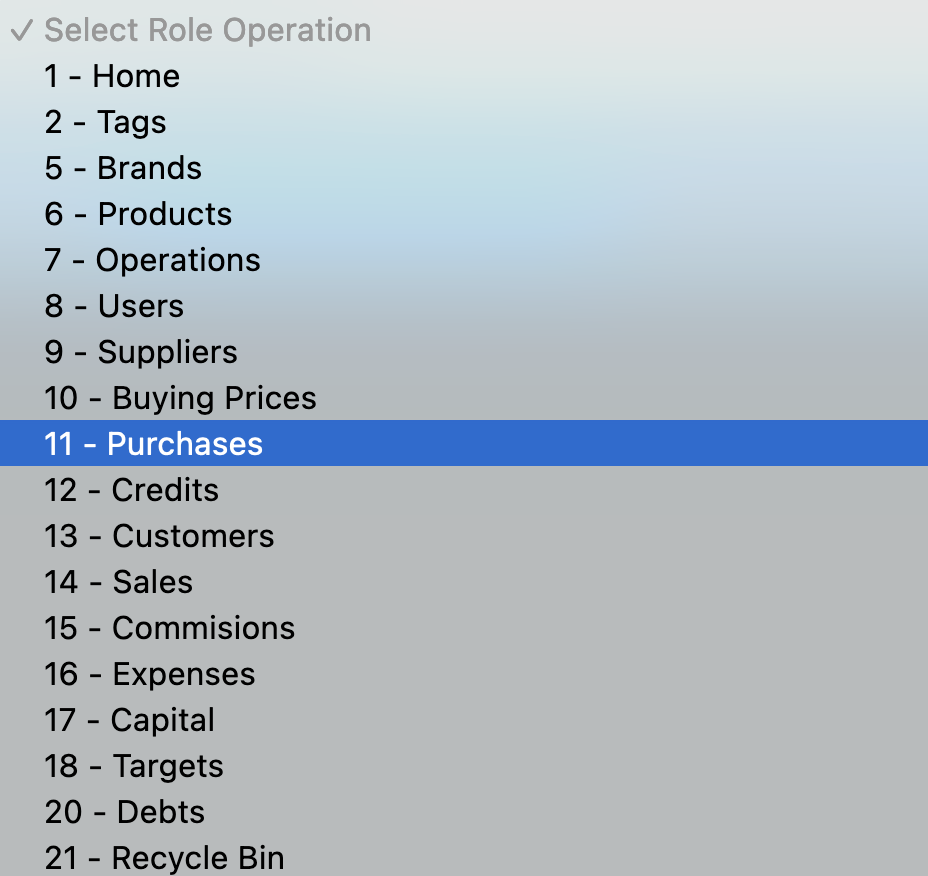 ✓ Select Role Operation
1 - Home
2 - Tags
5 - Brands
6 - Products
7 - Operations
8 - Users
9 - Suppliers
10 - Buying Prices
11 - Purchases
12 - Credits
13 - Customers
14 - Sales
15 - Commisions
16 - Expenses
17 - Capital
18 - Targets
20 - Debts
21 - Recycle Bin